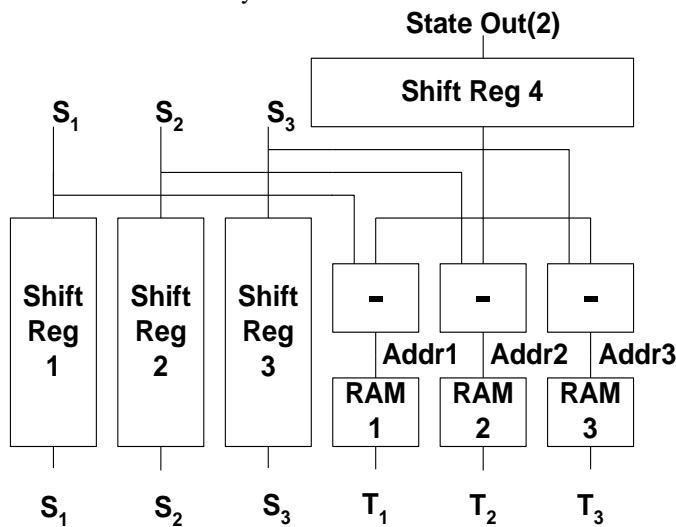 State Out(2)
Shift Reg 4
S₁ S₂ S₃
Shift Reg 1
Shift Reg 2
Shift Reg 3
- - -
Addr1 Addr2 Addr3
RAM 1
RAM 2
RAM 3
S₁ S₂ S₃ T₁ T₂ T₃